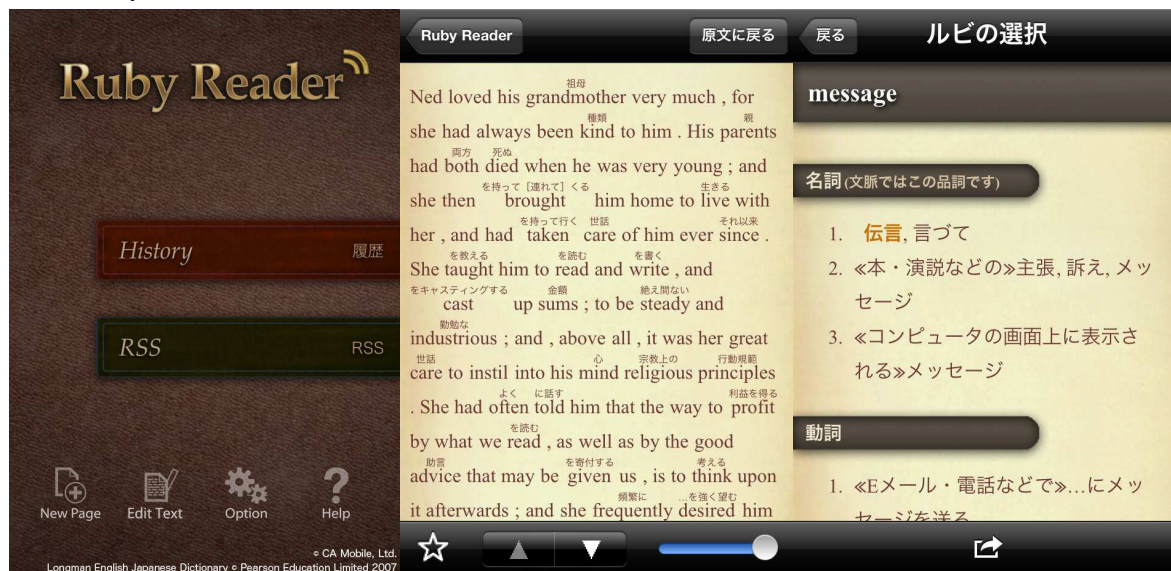 Ruby Reader
History 履歴
RSS RSS
New Page Edit Text Option Help
© CA Mobile, Ltd.
Longman English Japanese Dictionary © Pearson Education Limited 2007
Ruby Reader 原文に戻る
祖母
Ned loved his grandmother very much , for
種類 親
she had always been kind to him . His parents
両方 死ぬ
had both died when he was very young ; and
を持って［連れて］くる 生きる
she then brought him home to live with
を持って行く 世話 それ以来
her , and had taken care of him ever since .
を教える を読む を書く
She taught him to read and write , and
をキャスティングする 金額 絶え間ない
cast up sums ; to be steady and
勤勉な
industrious ; and , above all , it was her great
世話 心 宗教上の 行動規範
care to instil into his mind religious principles
よく に話す 利益を得る
. She had often told him that the way to profit
を読む
by what we read , as well as by the good
助言 を寄付する 考える
advice that may be given us , is to think upon
頻繁に …を強く望む
it afterwards ; and she frequently desired him
戻る ルビの選択
message
名詞(文脈ではこの品詞です)
1. 伝言, 言づて
2. ≪本・演説などの≫主張, 訴え, メッ
セージ
3. ≪コンピュータの画面上に表示さ
れる≫メッセージ
動詞
1. ≪Eメール・電話などで≫…にメッ
セージを送る